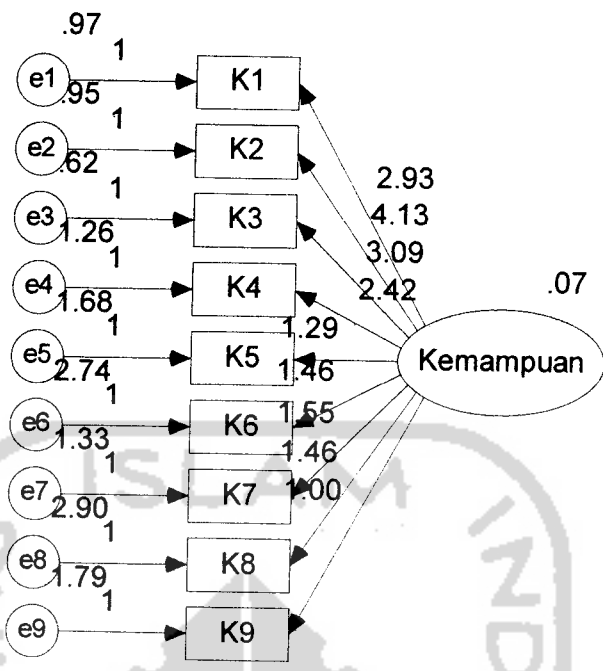 .97
1
e1
K1
.95
1
e2
K2
.62
1
e3
K3
1.26
1
e4
K4
1.68
1
e5
K5
2.74
1
e6
K6
1.33
1
e7
K7
2.90
1
e8
K8
1.79
1
e9
K9
2.93
4.13
3.09
2.42
1.29
1.46
1.55
1.46
1.00
.07
Kemampuan
ISLAM